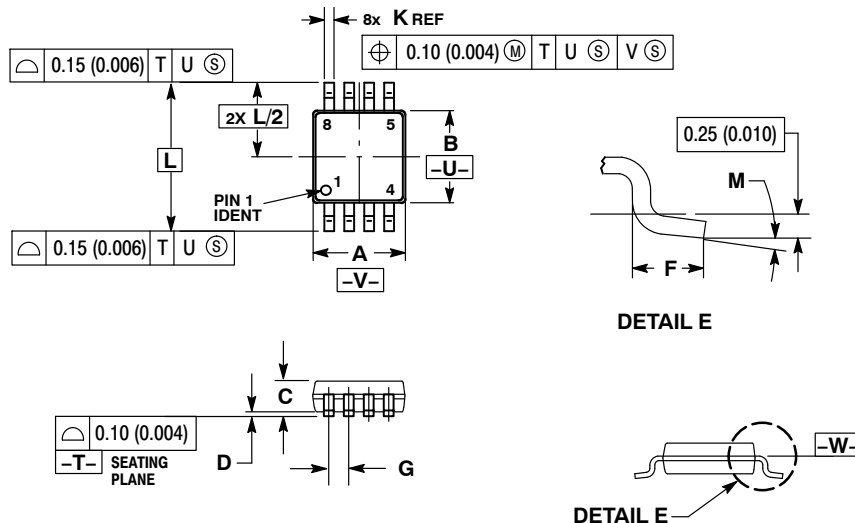 8x K REF
⌓ 0.15 (0.006) T U Ⓢ
⌖ 0.10 (0.004) Ⓜ T U Ⓢ V Ⓢ
2X L/2
8 5
B
–U–
L
PIN 1
IDENT
1
4
⌓ 0.15 (0.006) T U Ⓢ
A
–V–
0.25 (0.010)
M
F
DETAIL E
C
⌓ 0.10 (0.004)
–T– SEATING
PLANE
D
G
–W–
DETAIL E